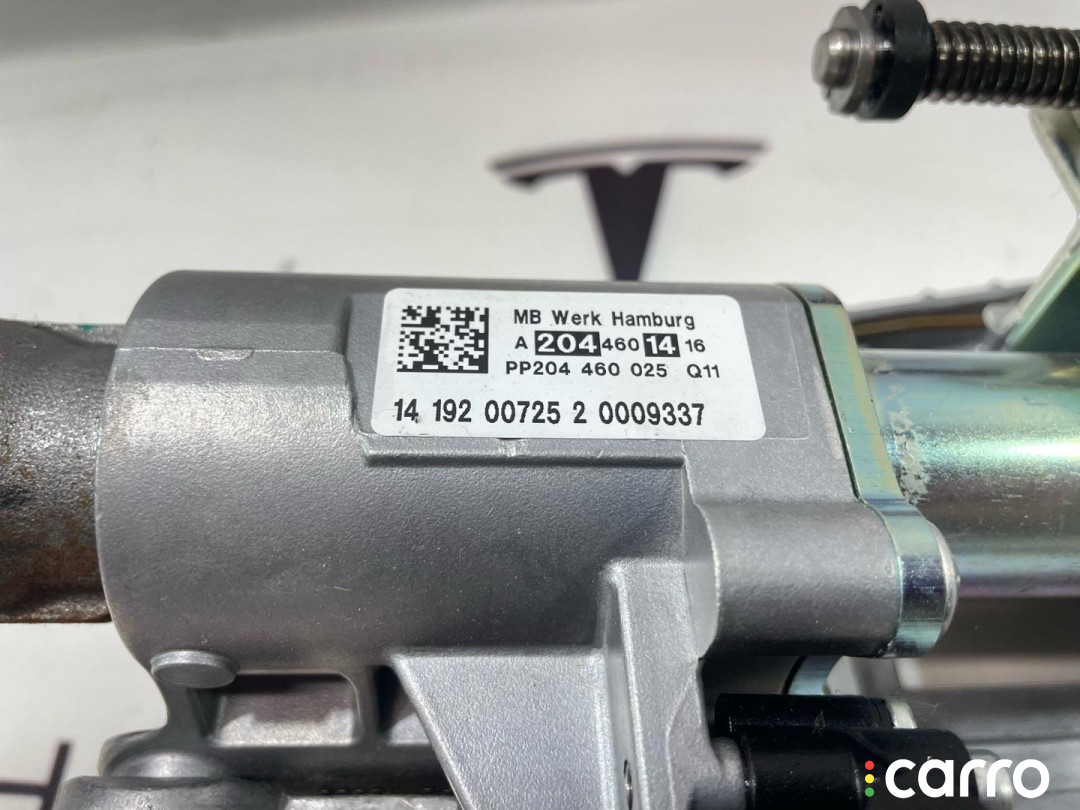 MB Werk Hamburg
A 204 460 14 16
PP204 460 025 Q11
14 192 00725 2 0009337
carro